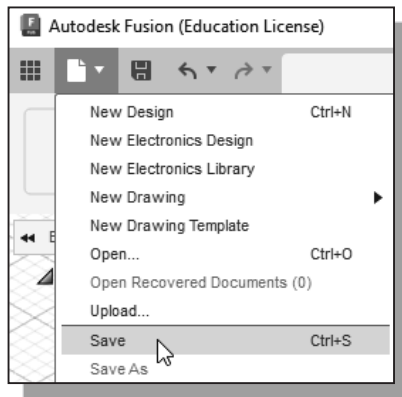 Autodesk Fusion (Education License)
New Design Ctrl+N
New Electronics Design
New Electronics Library
New Drawing
New Drawing Template
Open... Ctrl+O
Open Recovered Documents (0)
Upload...
Save Ctrl+S
Save As